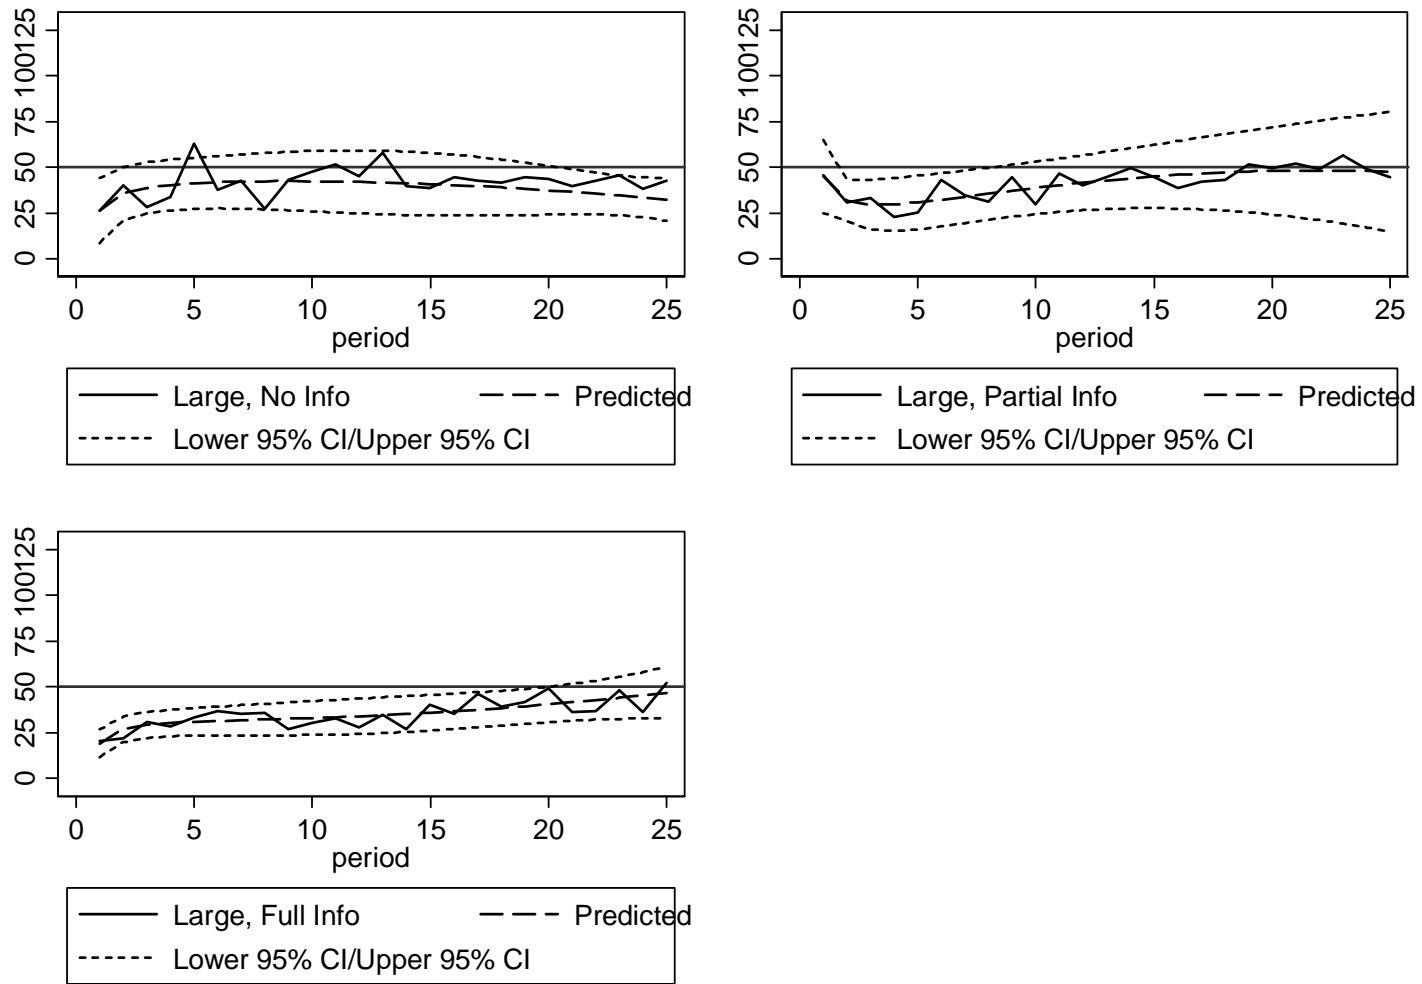 0 25 50 75 100125
0 5 10 15 20 25
period
Large, No Info Predicted
Lower 95% CI/Upper 95% CI
0 25 50 75 100125
0 5 10 15 20 25
period
Large, Partial Info Predicted
Lower 95% CI/Upper 95% CI
0 25 50 75 100125
0 5 10 15 20 25
period
Large, Full Info Predicted
Lower 95% CI/Upper 95% CI